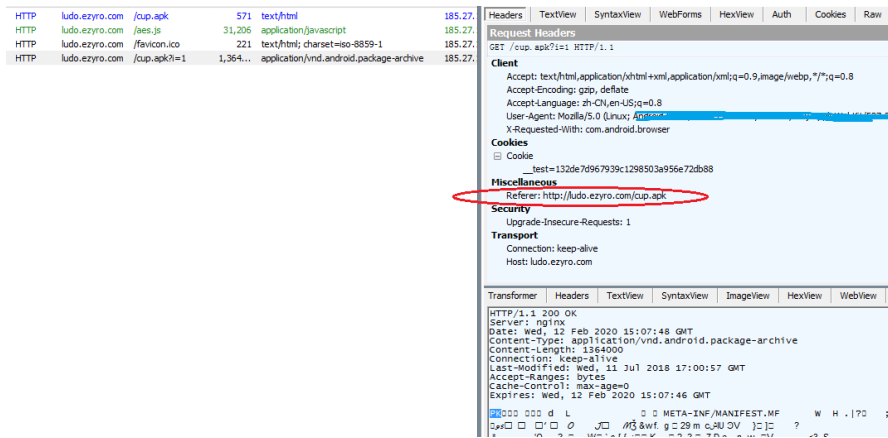 HTTP ludo.ezyro.com /cup.apk 571 text/html 185.27.
HTTP ludo.ezyro.com /aes.js 31,206 application/javascript 185.27.
HTTP ludo.ezyro.com /favicon.ico 221 text/html; charset=iso-8859-1 185.27.
HTTP ludo.ezyro.com /cup.apk?i=1 1,364... application/vnd.android.package-archive 185.27.
Headers TextView SyntaxView WebForms HexView Auth Cookies Raw
Request Headers
GET /cup.apk?i=1 HTTP/1.1
Client
Accept: text/html,application/xhtml+xml,application/xml;q=0.9,image/webp,*/*;q=0.8
Accept-Encoding: gzip, deflate
Accept-Language: zh-CN,en-US;q=0.8
User-Agent: Mozilla/5.0 (Linux;
X-Requested-With: com.android.browser
Cookies
Cookie
__test=132de7d967939c1298503a956e72db88
Miscellaneous
Referer: http://ludo.ezyro.com/cup.apk
Security
Upgrade-Insecure-Requests: 1
Transport
Connection: keep-alive
Host: ludo.ezyro.com
Transformer Headers TextView SyntaxView ImageView HexView WebView
HTTP/1.1 200 OK
Server: nginx
Date: Wed, 12 Feb 2020 15:07:48 GMT
Content-Type: application/vnd.android.package-archive
Content-Length: 1364000
Connection: keep-alive
Last-Modified: Wed, 11 Jul 2018 17:00:57 GMT
Accept-Ranges: bytes
Cache-Control: max-age=0
Expires: Wed, 12 Feb 2020 15:07:46 GMT
PK META-INF/MANIFEST.MF